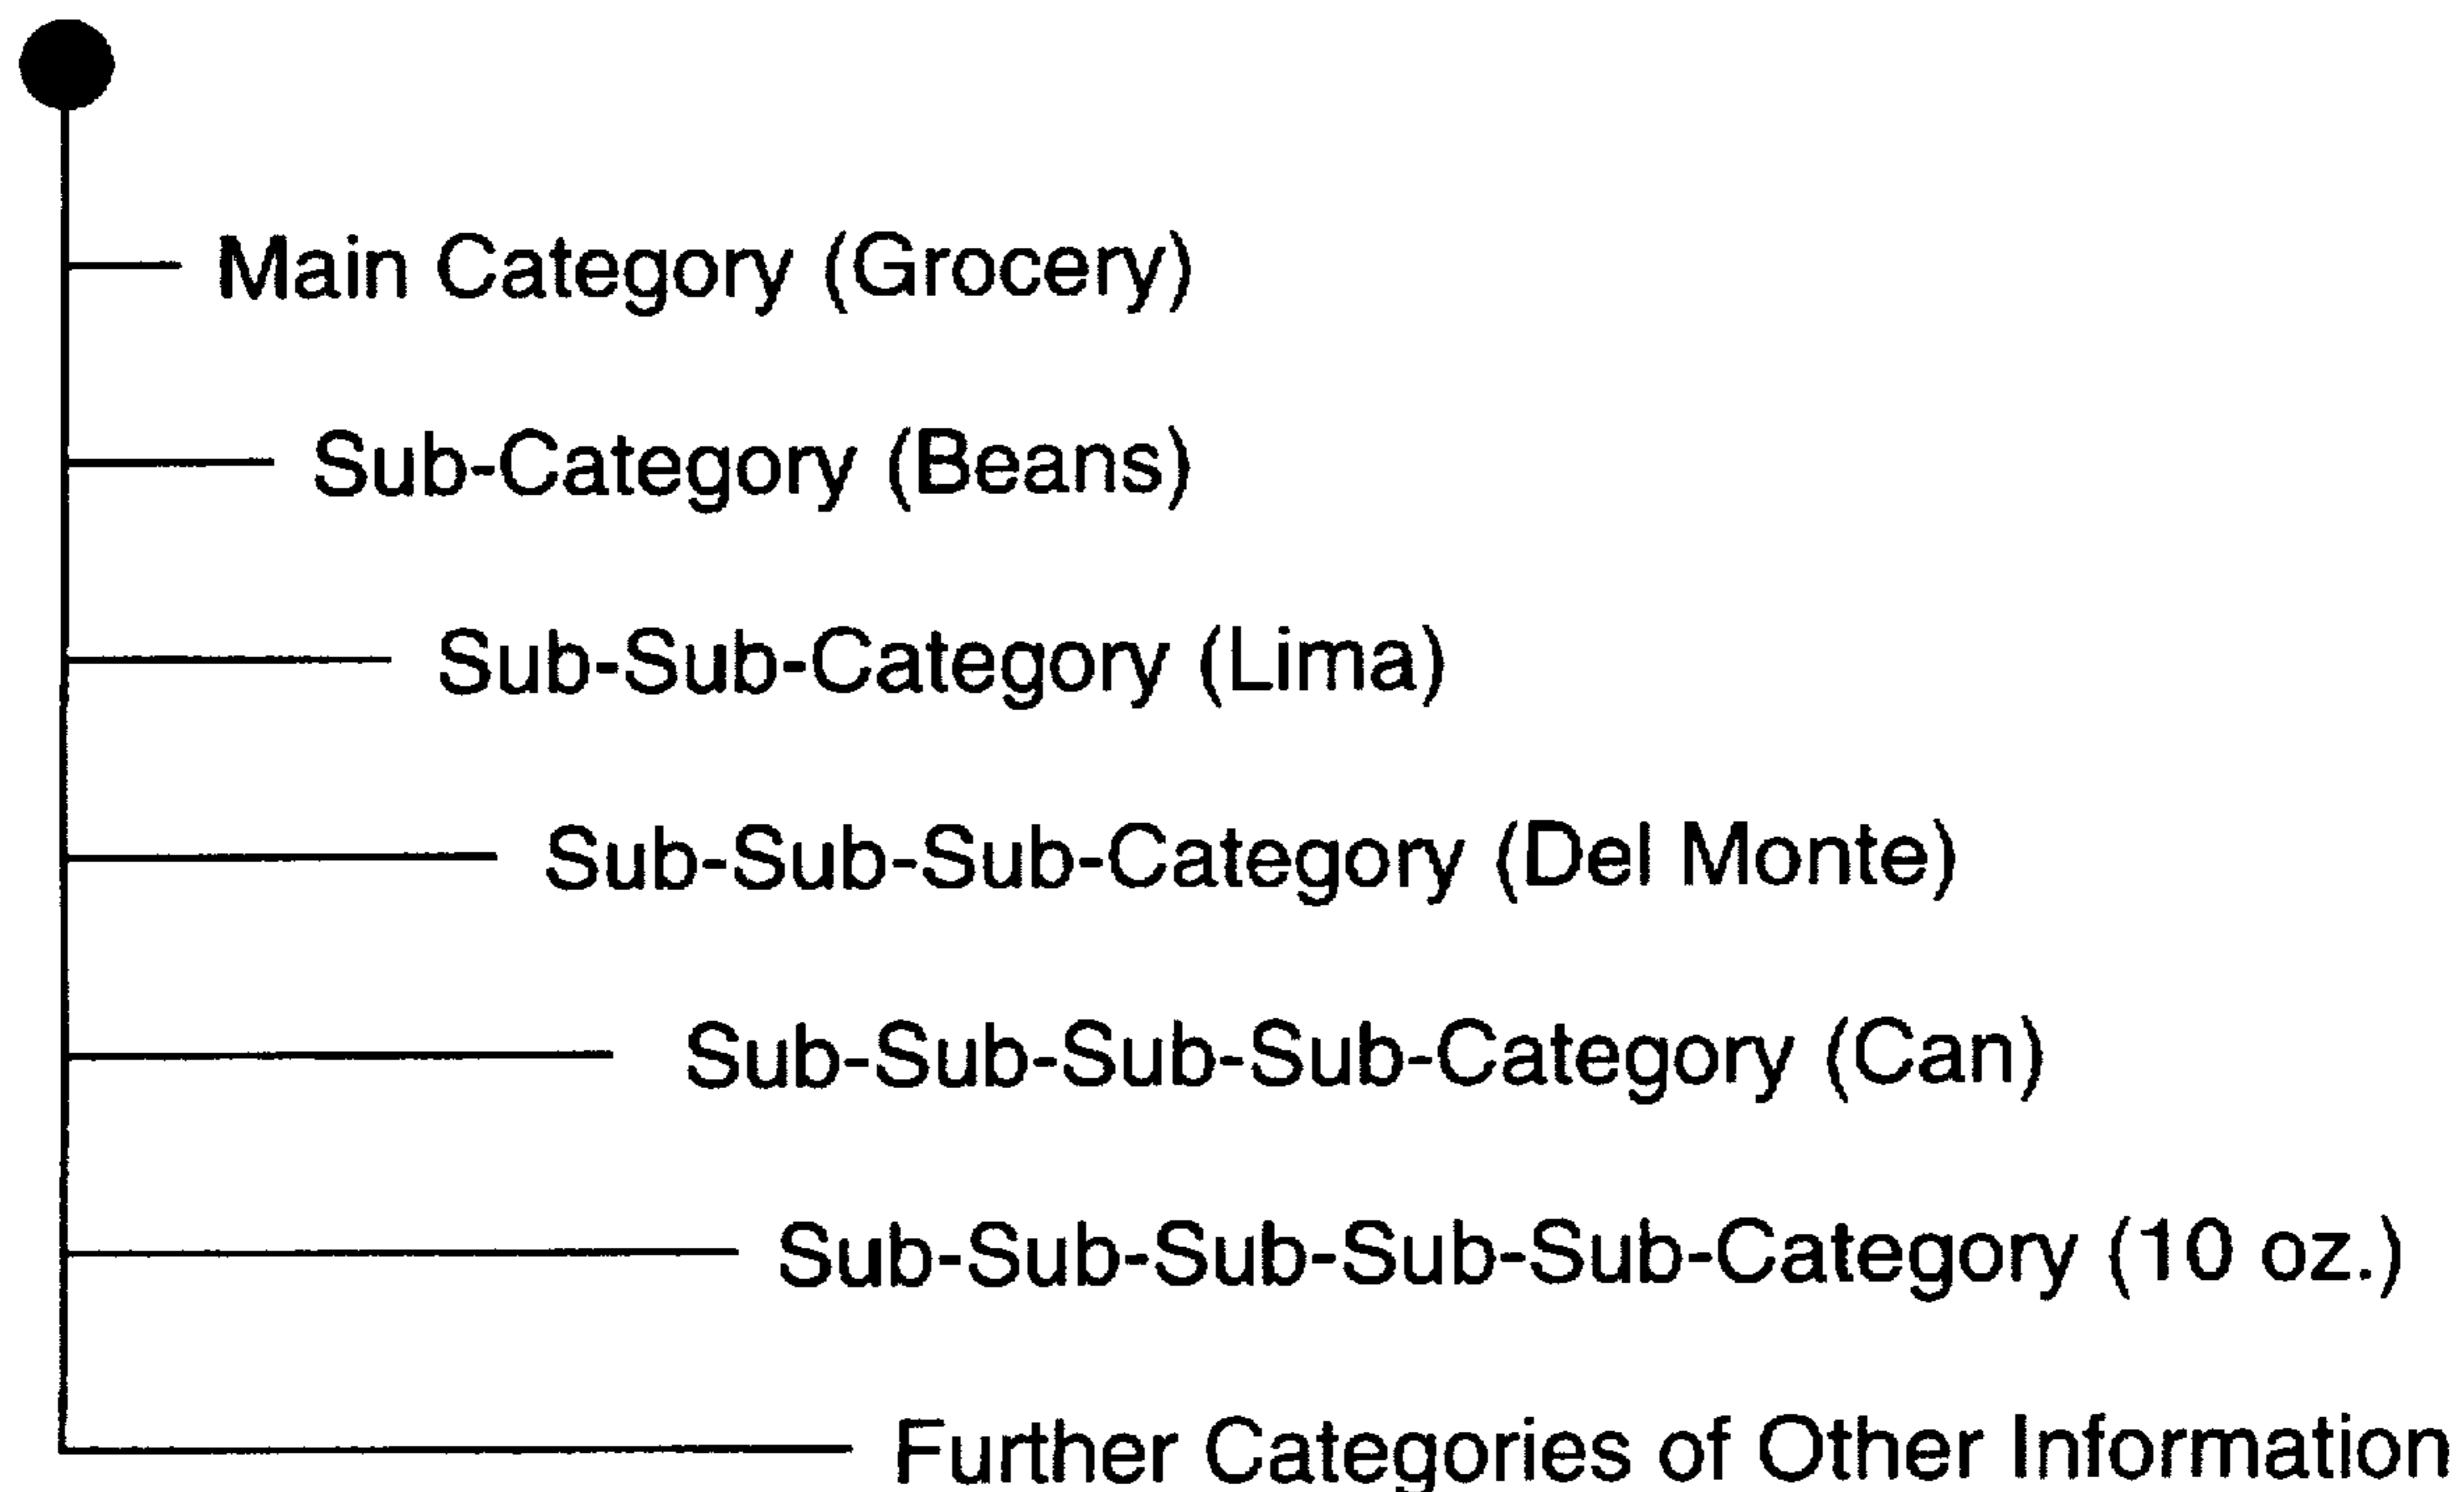 Main Category (Grocery)
Sub-Category (Beans)
Sub-Sub-Category (Lima)
Sub-Sub-Sub-Category (Del Monte)
Sub-Sub-Sub-Sub-Category (Can)
Sub-Sub-Sub-Sub-Sub-Category (10 oz.)
Further Categories of Other Information